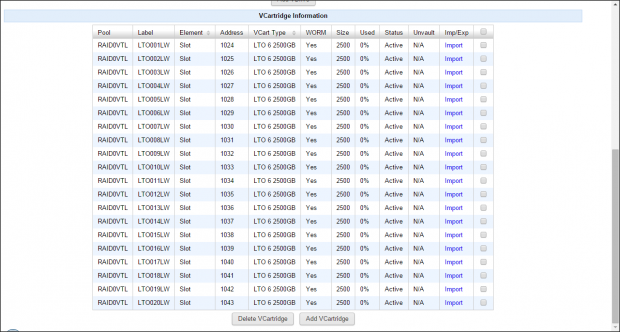 VCartridge Information
Pool Label Element Address VCart Type WORM Size Used Status Unvault Imp/Exp
RAID0VTL LTO001LW Slot 1024 LTO 6 2500GB Yes 2500 0% Active N/A Import
RAID0VTL LTO002LW Slot 1025 LTO 6 2500GB Yes 2500 0% Active N/A Import
RAID0VTL LTO003LW Slot 1026 LTO 6 2500GB Yes 2500 0% Active N/A Import
RAID0VTL LTO004LW Slot 1027 LTO 6 2500GB Yes 2500 0% Active N/A Import
RAID0VTL LTO005LW Slot 1028 LTO 6 2500GB Yes 2500 0% Active N/A Import
RAID0VTL LTO006LW Slot 1029 LTO 6 2500GB Yes 2500 0% Active N/A Import
RAID0VTL LTO007LW Slot 1030 LTO 6 2500GB Yes 2500 0% Active N/A Import
RAID0VTL LTO008LW Slot 1031 LTO 6 2500GB Yes 2500 0% Active N/A Import
RAID0VTL LTO009LW Slot 1032 LTO 6 2500GB Yes 2500 0% Active N/A Import
RAID0VTL LTO010LW Slot 1033 LTO 6 2500GB Yes 2500 0% Active N/A Import
RAID0VTL LTO011LW Slot 1034 LTO 6 2500GB Yes 2500 0% Active N/A Import
RAID0VTL LTO012LW Slot 1035 LTO 6 2500GB Yes 2500 0% Active N/A Import
RAID0VTL LTO013LW Slot 1036 LTO 6 2500GB Yes 2500 0% Active N/A Import
RAID0VTL LTO014LW Slot 1037 LTO 6 2500GB Yes 2500 0% Active N/A Import
RAID0VTL LTO015LW Slot 1038 LTO 6 2500GB Yes 2500 0% Active N/A Import
RAID0VTL LTO016LW Slot 1039 LTO 6 2500GB Yes 2500 0% Active N/A Import
RAID0VTL LTO017LW Slot 1040 LTO 6 2500GB Yes 2500 0% Active N/A Import
RAID0VTL LTO018LW Slot 1041 LTO 6 2500GB Yes 2500 0% Active N/A Import
RAID0VTL LTO019LW Slot 1042 LTO 6 2500GB Yes 2500 0% Active N/A Import
RAID0VTL LTO020LW Slot 1043 LTO 6 2500GB Yes 2500 0% Active N/A Import
Delete VCartridge Add VCartridge